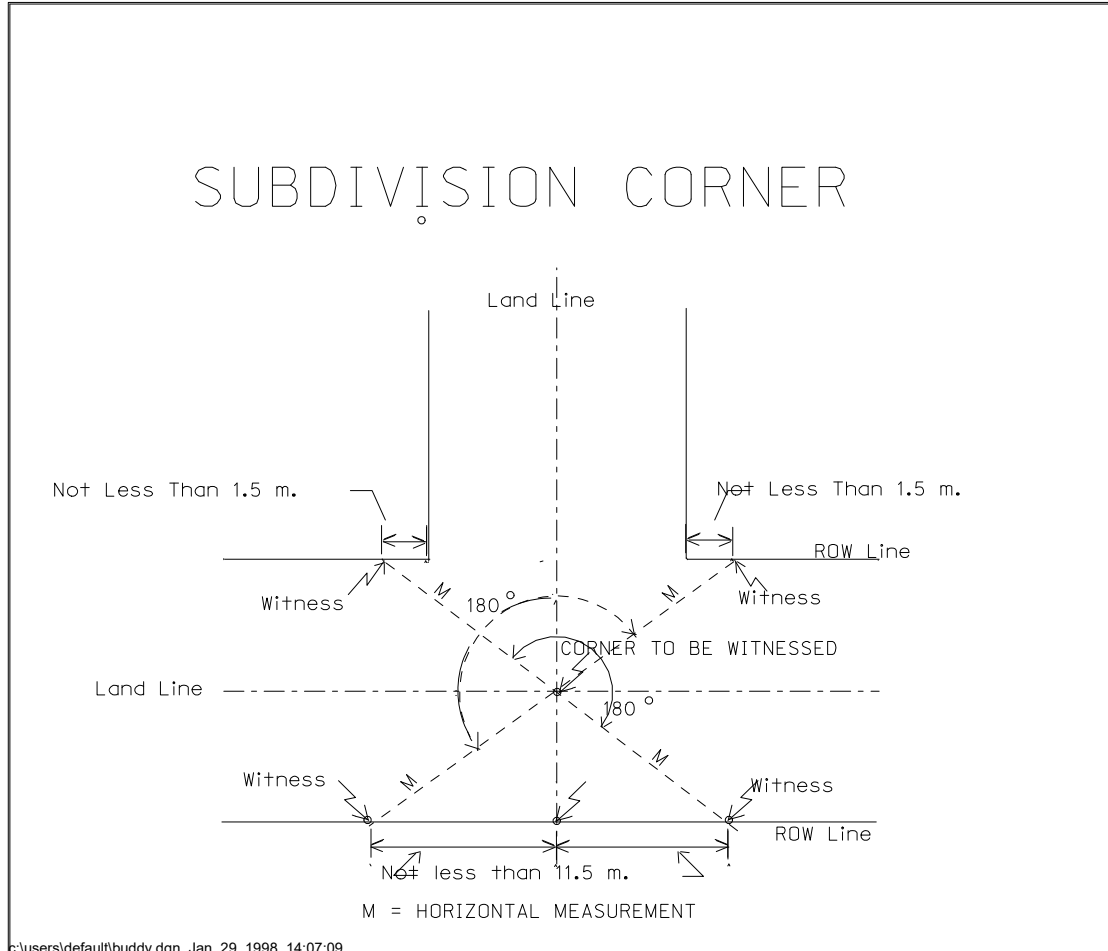 SUBDIVISION CORNER
Land Line
Not Less Than 1.5 m.
Not Less Than 1.5 m.
ROW Line
M
M
Witness
180°
Witness
CORNER TO BE WITNESSED
Land Line
180°
M
M
Witness
Witness
ROW Line
Not less than 11.5 m.
M = HORIZONTAL MEASUREMENT
c:\users\default\buddy.dgn Jan. 29, 1998 14:07:09